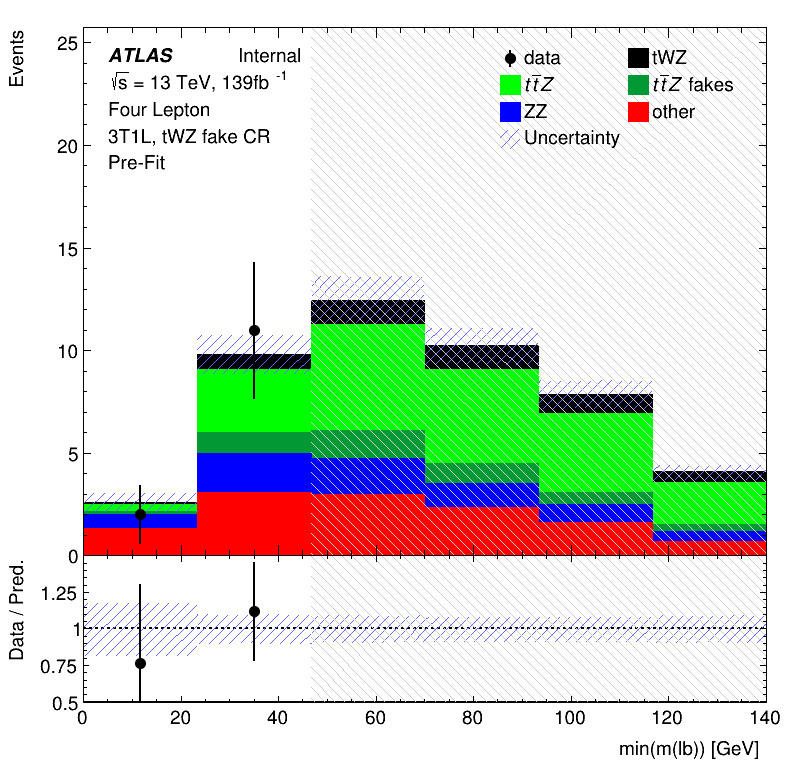 Events
25
20
15
10
5
0
ATLAS Internal
√s = 13 TeV, 139fb -1
Four Lepton
3T1L, tWZ fake CR
Pre-Fit
data tWZ
tt̄Z tt̄Z fakes
ZZ other
Uncertainty
Data / Pred.
1.25
1
0.75
0.5
0 20 40 60 80 100 120 140
min(m(lb)) [GeV]